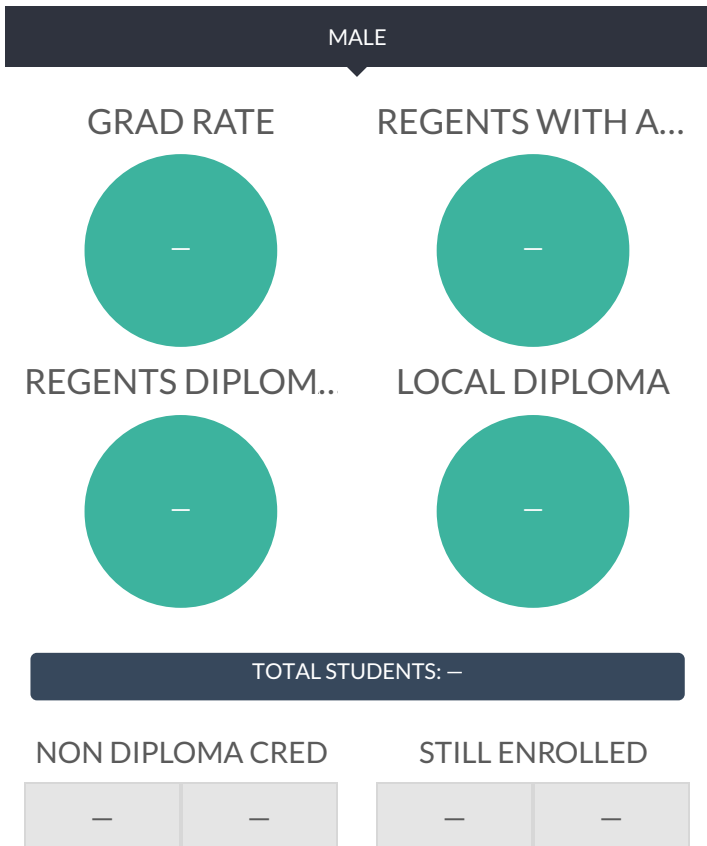 MALE
GRAD RATE
REGENTS WITH A...
—
—
REGENTS DIPLOM...
LOCAL DIPLOMA
—
—
TOTAL STUDENTS: —
NON DIPLOMA CRED
STILL ENROLLED
— —
— —